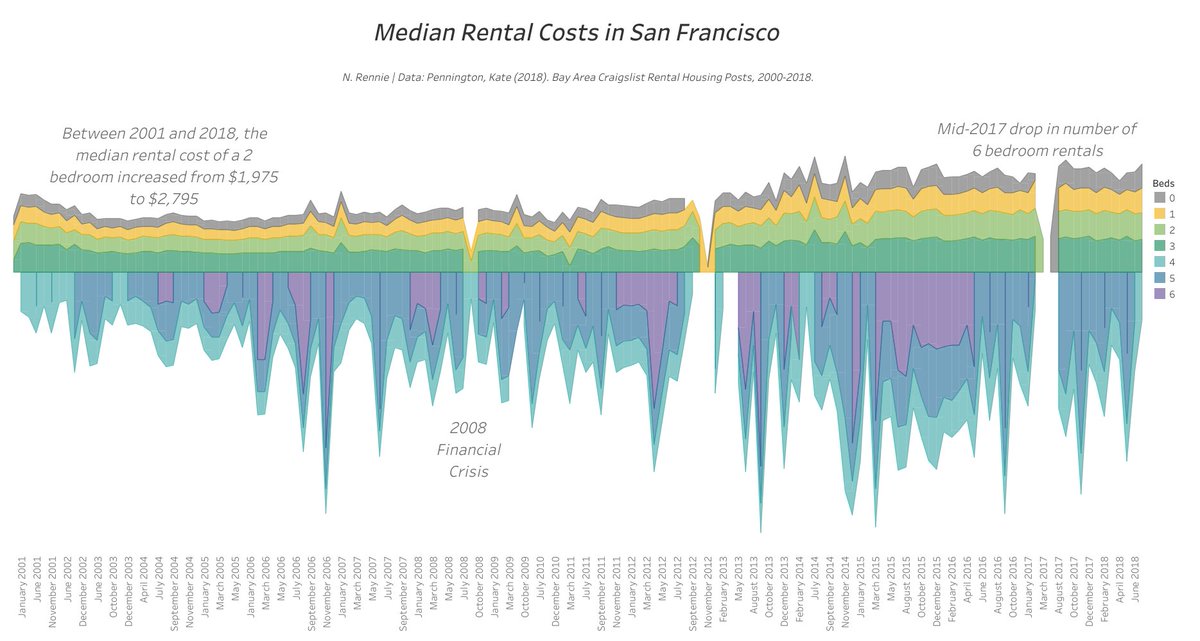 Median Rental Costs in San Francisco
N. Rennie | Data: Pennington, Kate (2018). Bay Area Craigslist Rental Housing Posts, 2000-2018.
Between 2001 and 2018, the
median rental cost of a 2
bedroom increased from $1,975
to $2,795
Mid-2017 drop in number of
6 bedroom rentals
Beds
0
1
2
3
4
5
6
2008
Financial
Crisis
January 2001
June 2001
November 2001
June 2002
December 2002
June 2003
October 2003
December 2003
April 2004
July 2004
September 2004
November 2004
January 2005
March 2005
June 2005
September 2005
March 2006
May 2006
July 2006
September 2006
November 2006
January 2007
March 2007
May 2007
July 2007
September 2007
January 2008
March 2008
May 2008
July 2008
October 2008
January 2009
March 2009
October 2009
July 2010
October 2010
March 2011
July 2011
September 2011
November 2011
January 2012
March 2012
May 2012
July 2012
September 2012
November 2012
February 2013
May 2013
August 2013
October 2013
December 2013
February 2014
May 2014
July 2014
September 2014
November 2014
January 2015
March 2015
May 2015
August 2015
October 2015
December 2015
February 2016
April 2016
June 2016
August 2016
October 2016
January 2017
March 2017
August 2017
October 2017
December 2017
February 2018
April 2018
June 2018